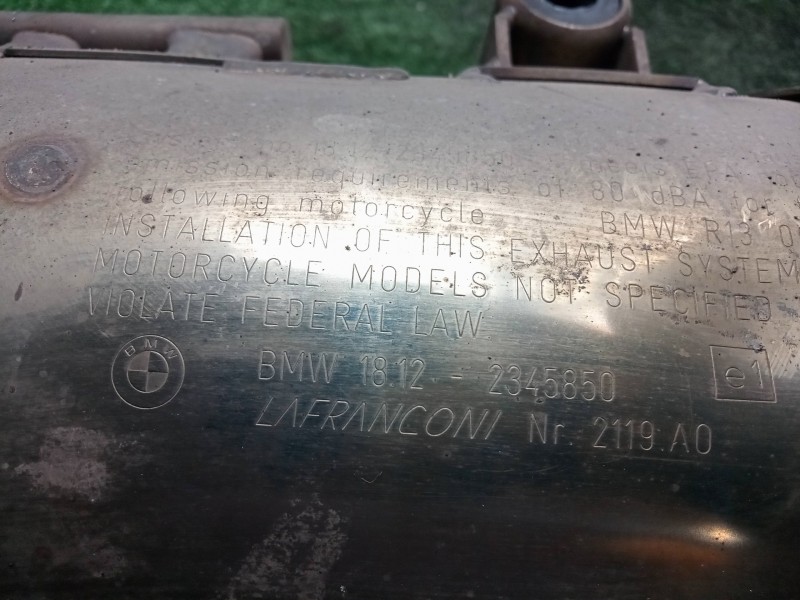 emission requirements of 80 dBA for
following motorcycle BMW R13 0
INSTALLATION OF THIS EXHAUST SYSTEM
MOTORCYCLE MODELS NOT SPECIFIED
VIOLATE FEDERAL LAW
BMW
BMW 18.12 - 2345850 e1
LAFRANCONI Nr. 2119.A0